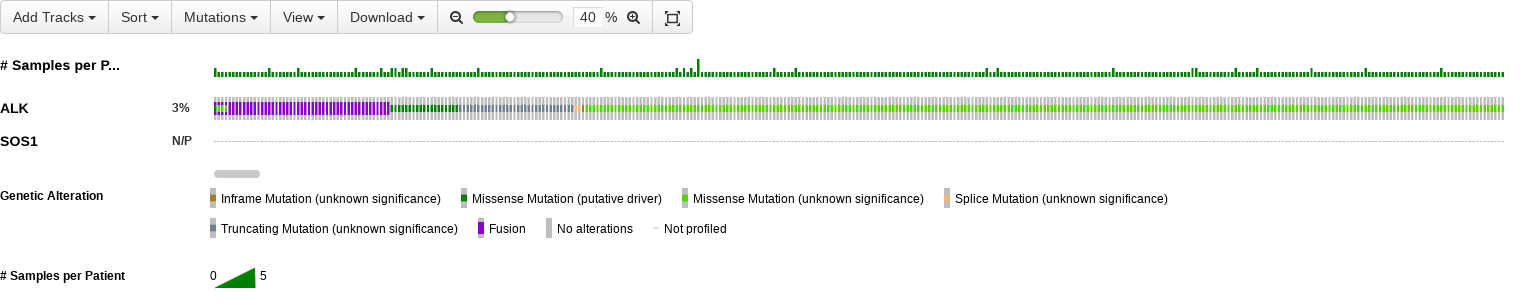 Add Tracks Sort Mutations View Download 40 %
# Samples per P...
ALK 3%
SOS1 N/P
Genetic Alteration Inframe Mutation (unknown significance) Missense Mutation (putative driver) Missense Mutation (unknown significance) Splice Mutation (unknown significance)
Truncating Mutation (unknown significance) Fusion No alterations Not profiled
# Samples per Patient 0 5